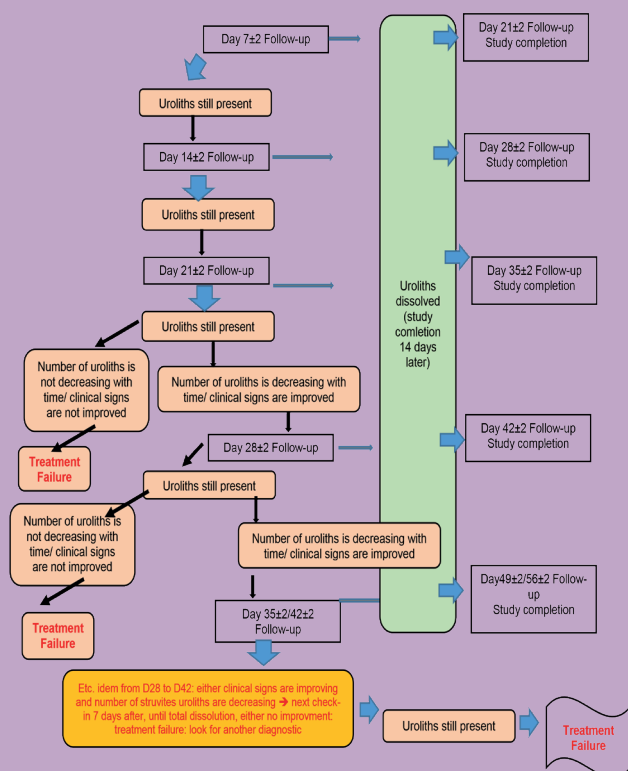 Day 7±2 Follow-up
Day 21±2 Follow-up
Study completion
Uroliths still present
Day 14±2 Follow-up
Day 28±2 Follow-up
Study completion
Uroliths still present
Day 21±2 Follow-up
Day 35±2 Follow-up
Study completion
Uroliths
dissolved
(study
comletion
14 days
later)
Uroliths still present
Number of uroliths is
not decreasing with
time/ clinical signs
are not improved
Number of uroliths is decreasing with
time/ clinical signs are improved
Treatment
Failure
Day 28±2 Follow-up
Day 42±2 Follow-up
Study completion
Uroliths still present
Number of uroliths is
not decreasing with
time/ clinical signs
are not improved
Number of uroliths is decreasing with
time/ clinical signs are improved
Treatment
Failure
Day 35±2/42±2
Follow-up
Day49±2/56±2 Follow-
up
Study completion
Etc. idem from D28 to D42: either clinical signs are improving
and number of struvites uroliths are decreasing ➔ next check-
in 7 days after, until total dissolution, either no improvment:
treatment failure: look for another diagnostic
Uroliths still present
Treatment
Failure